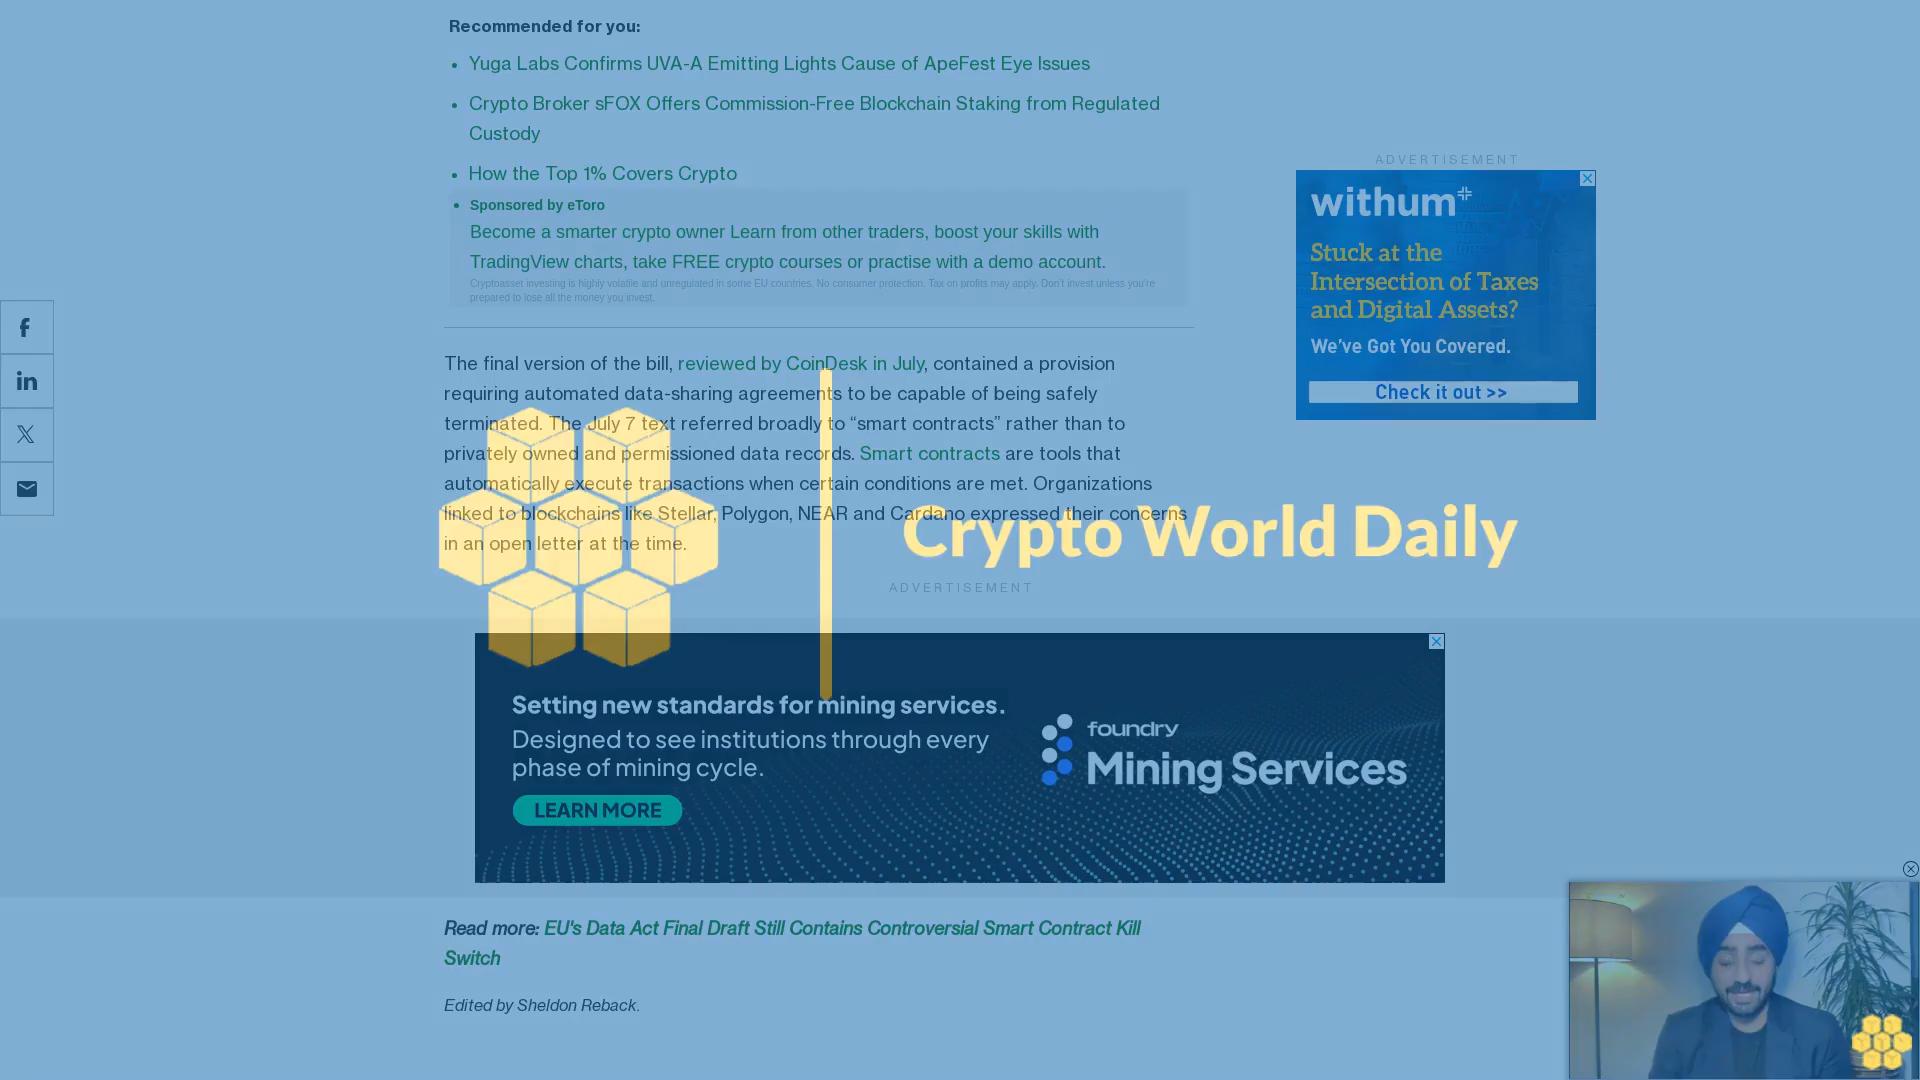 Recommended for you:
• Yuga Labs Confirms UVA-A Emitting Lights Cause of ApeFest Eye Issues
• Crypto Broker sFOX Offers Commission-Free Blockchain Staking from Regulated
Custody
• How the Top 1% Covers Crypto
• Sponsored by eToro
Become a smarter crypto owner Learn from other traders, boost your skills with
TradingView charts, take FREE crypto courses or practise with a demo account.
Cryptoasset investing is highly volatile and unregulated in some EU countries. No consumer protection. Tax on profits may apply. Don't invest unless you're
prepared to lose all the money you invest.
ADVERTISEMENT
withum
Stuck at the
Intersection of Taxes
and Digital Assets?
We've Got You Covered.
Check it out >>
The final version of the bill, reviewed by CoinDesk in July, contained a provision
requiring automated data-sharing agreements to be capable of being safely
terminated. The July 7 text referred broadly to “smart contracts” rather than to
privately owned and permissioned data records. Smart contracts are tools that
automatically execute transactions when certain conditions are met. Organizations
linked to blockchains like Stellar, Polygon, NEAR and Cardano expressed their concerns
in an open letter at the time.
Crypto World Daily
ADVERTISEMENT
Setting new standards for mining services.
Designed to see institutions through every
phase of mining cycle.
LEARN MORE
foundry
Mining Services
Read more: EU's Data Act Final Draft Still Contains Controversial Smart Contract Kill
Switch
Edited by Sheldon Reback.